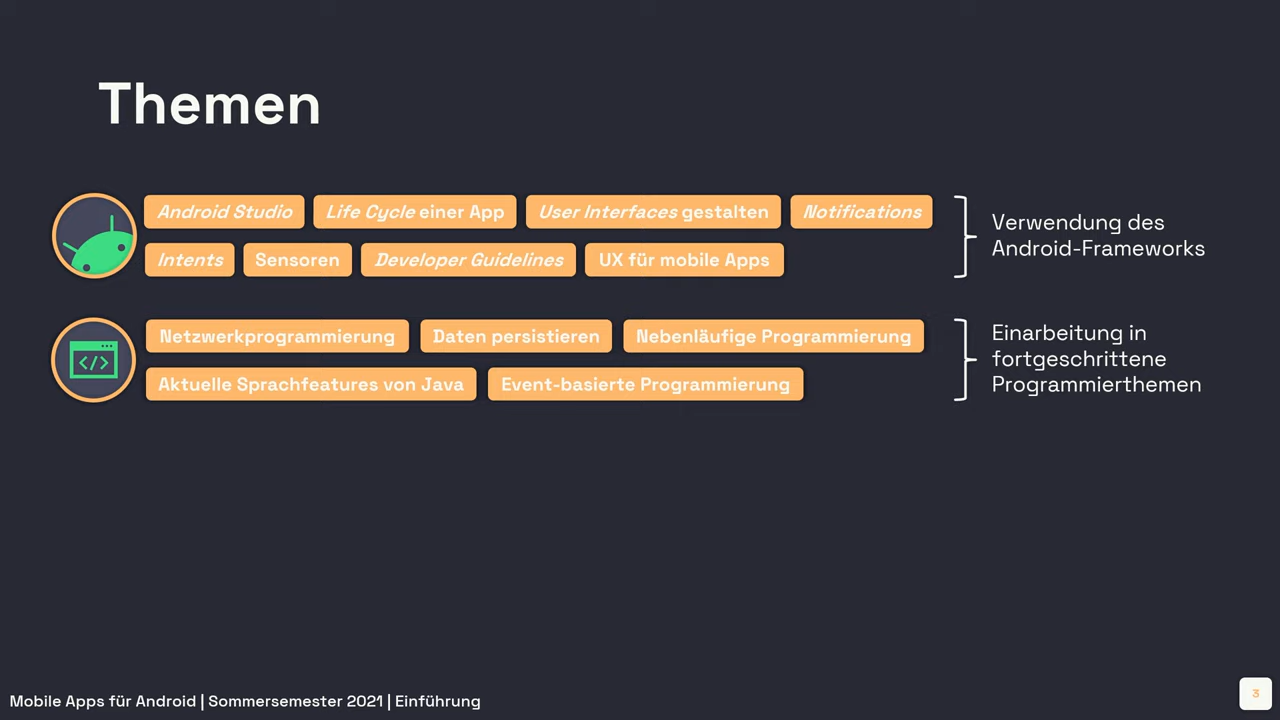 Themen
Android Studio
Life Cycle einer App
User Interfaces gestalten
Notifications
Intents
Sensoren
Developer Guidelines
UX für mobile Apps
Verwendung des
Android-Frameworks
Netzwerkprogrammierung
Daten persistieren
Nebenläufige Programmierung
Aktuelle Sprachfeatures von Java
Event-basierte Programmierung
Einarbeitung in
fortgeschrittene
Programmierthemen
</>
Mobile Apps für Android | Sommersemester 2021 | Einführung
3